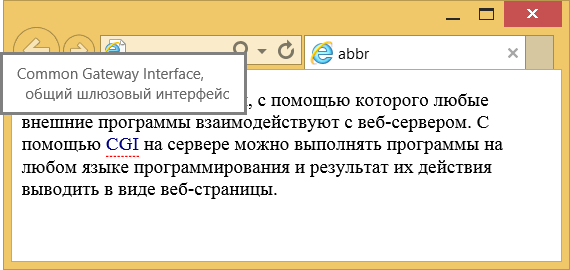 abbr
Common Gateway Interface,
общий шлюзовый интерфейс
, с помощью которого любые
внешние программы взаимодействуют с веб-сервером. С
помощью CGI на сервере можно выполнять программы на
любом языке программирования и результат их действия
выводить в виде веб-страницы.